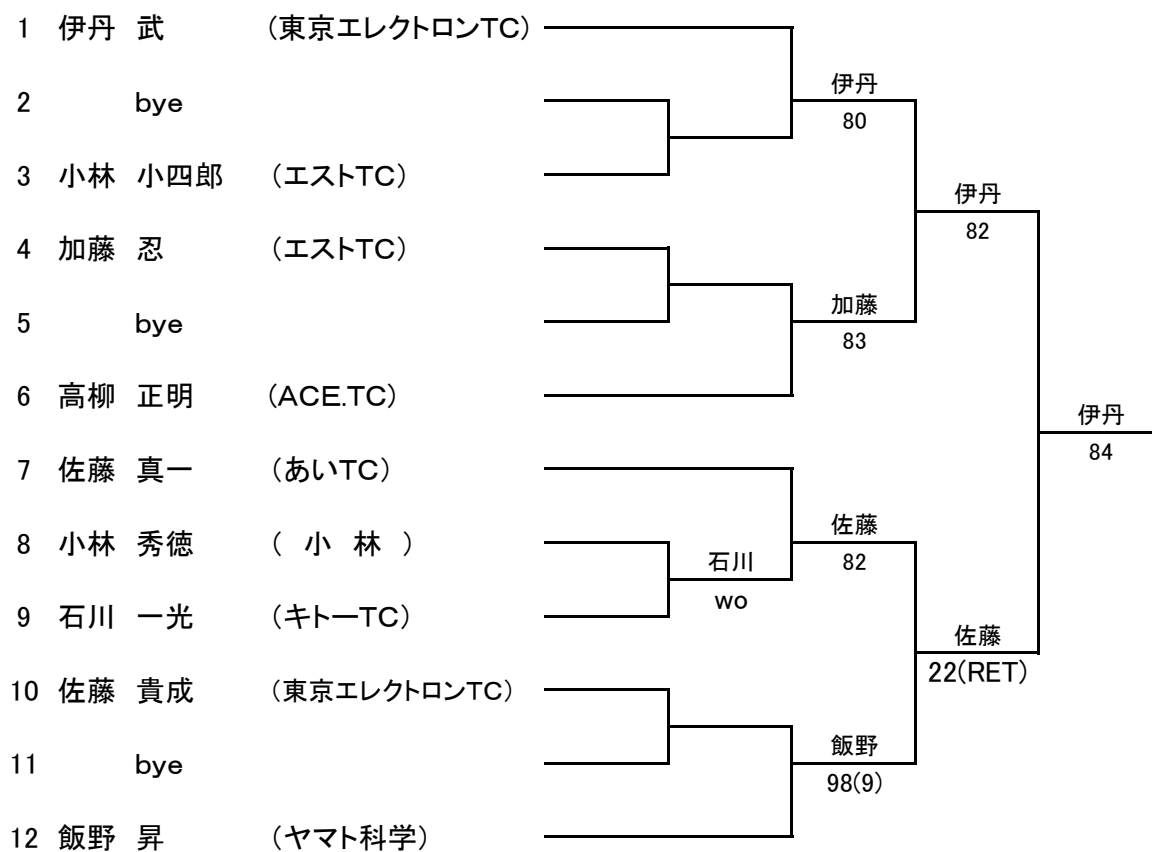 1 伊丹 武 (東京エレクトロンTC)
伊丹
80
2 bye
3 小林 小四郎 (エストTC)
伊丹
82
4 加藤 忍 (エストTC)
加藤
83
5 bye
6 高柳 正明 (ACE.TC)
伊丹
84
7 佐藤 真一 (あいTC)
佐藤
82
8 小林 秀徳 ( 小 林 )
石川
wo
9 石川 一光 (キトーTC)
佐藤
22(RET)
10 佐藤 貴成 (東京エレクトロンTC)
飯野
98(9)
11 bye
12 飯野 昇 (ヤマト科学)